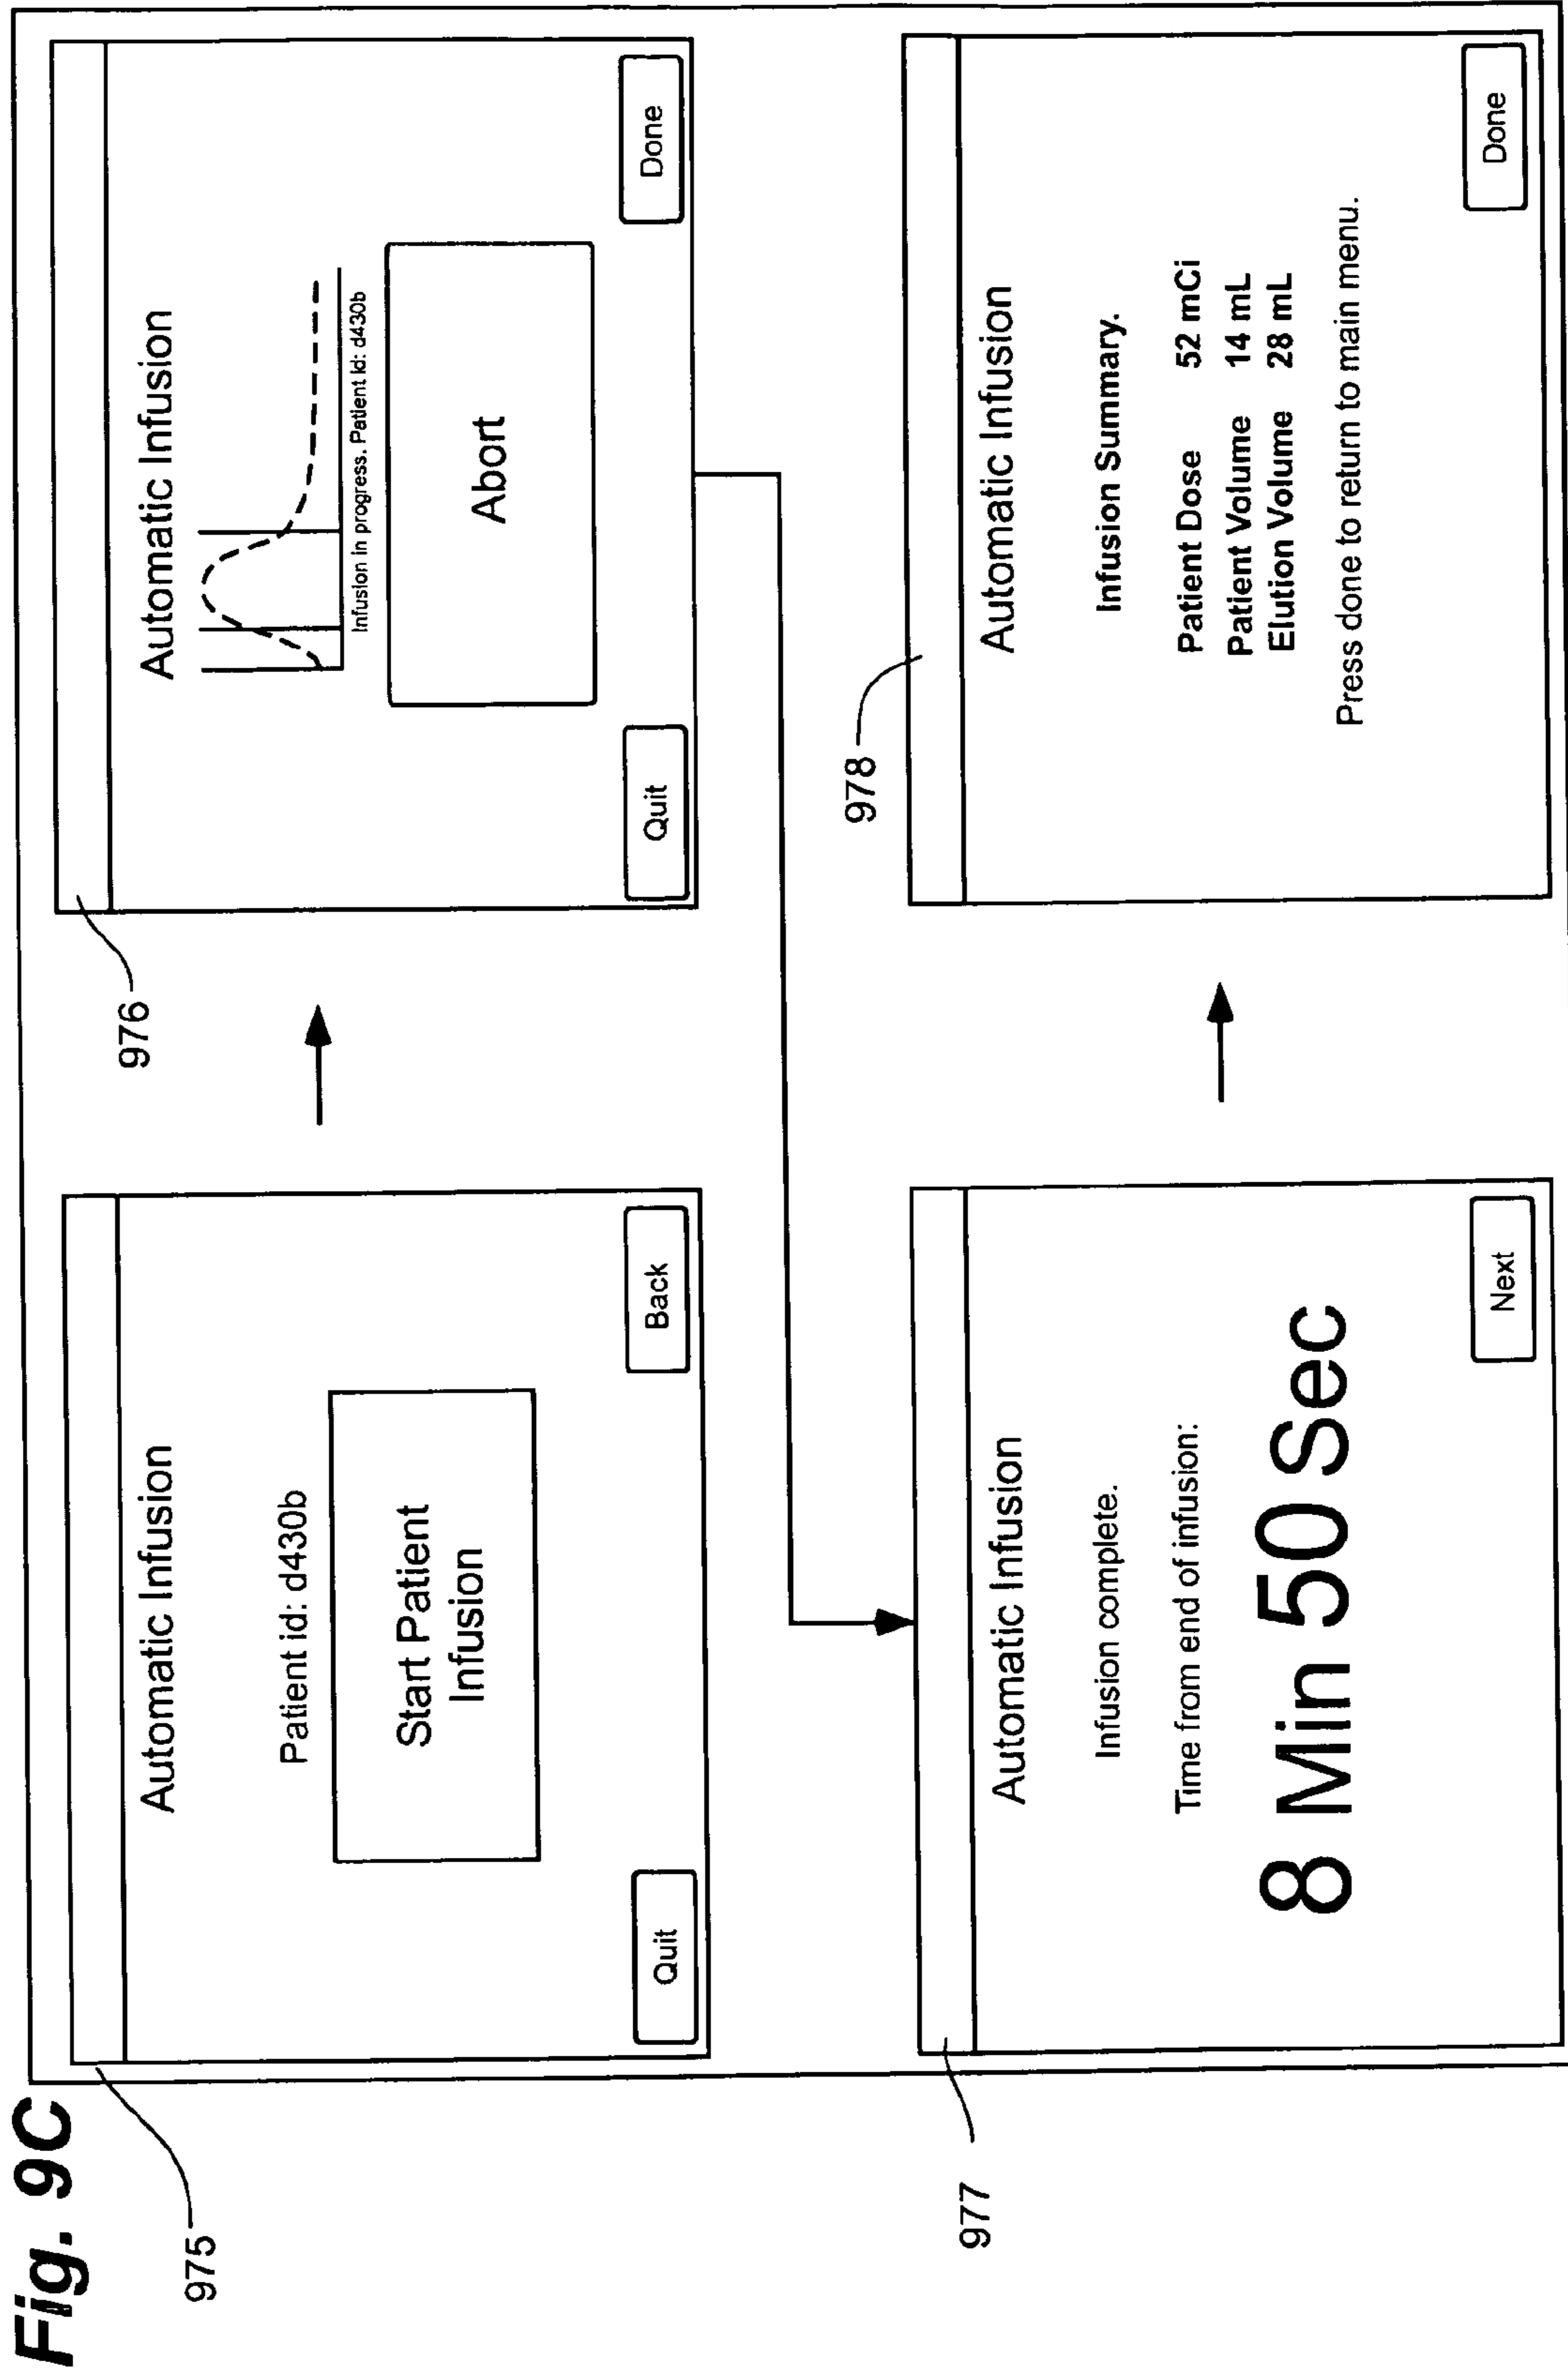 Fig. 9C
975
Automatic Infusion
Patient id: d430b
Start Patient
Infusion
Quit
Back
976
Automatic Infusion
Infusion in progress. Patient Id: d430b
Abort
Quit
Done
977
Automatic Infusion
Infusion complete.
Time from end of infusion:
8 Min 50 Sec
Next
978
Automatic Infusion
Infusion Summary.
Patient Dose 52 mCi
Patient Volume 14 mL
Elution Volume 28 mL
Press done to return to main menu.
Done